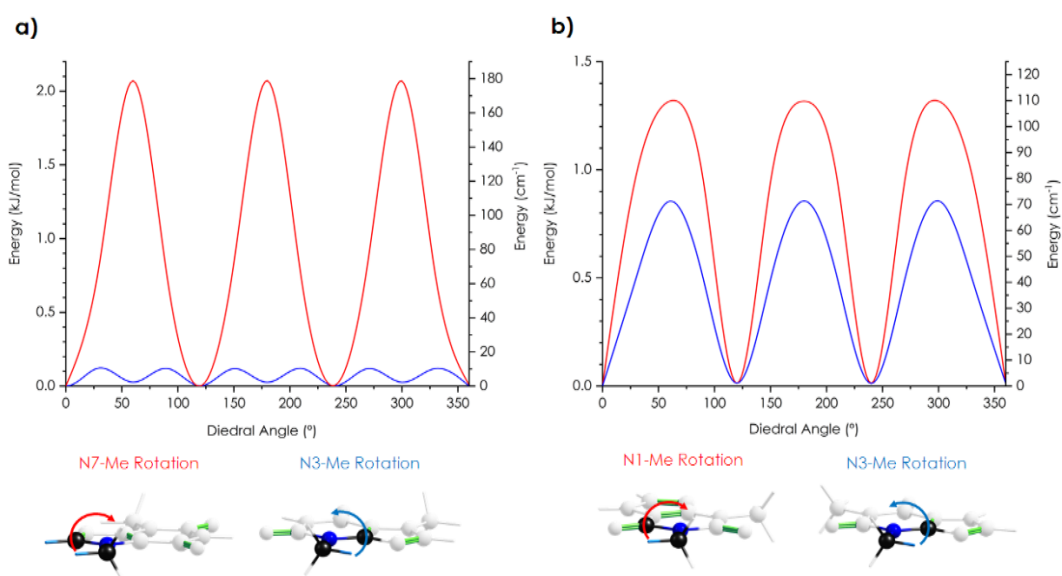 a)
Energy (kJ/mol)
2.0
1.5
1.0
0.5
0.0
0 50 100 150 200 250 300 350
Diedral Angle (º)
180
160
140
120
100
80
60
40
20
0
Energy (cm-1)
N7-Me Rotation N3-Me Rotation
b)
Energy (kJ/mol)
1.5
1.0
0.5
0.0
0 50 100 150 200 250 300 350
Diedral Angle (º)
120
110
100
90
80
70
60
50
40
30
20
10
0
Energy (cm-1)
N1-Me Rotation N3-Me Rotation